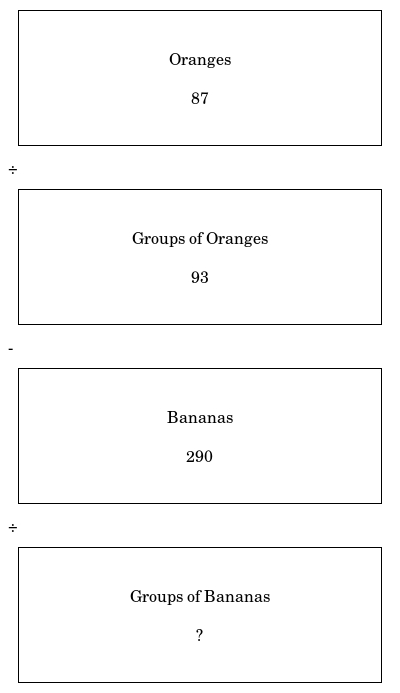 Oranges
87
÷
Groups of Oranges
93
-
Bananas
290
÷
Groups of Bananas
?